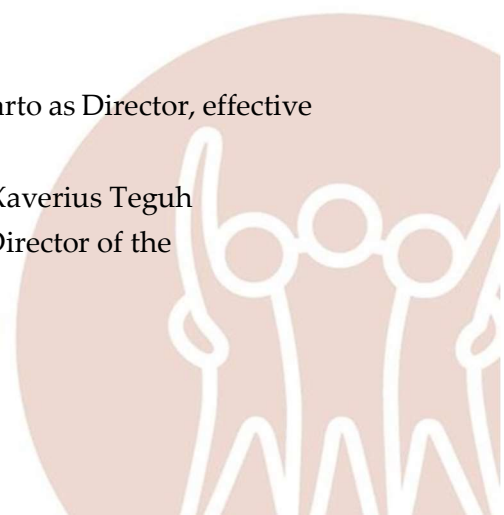 arto as Director, effective
Xaverius Teguh
Director of the